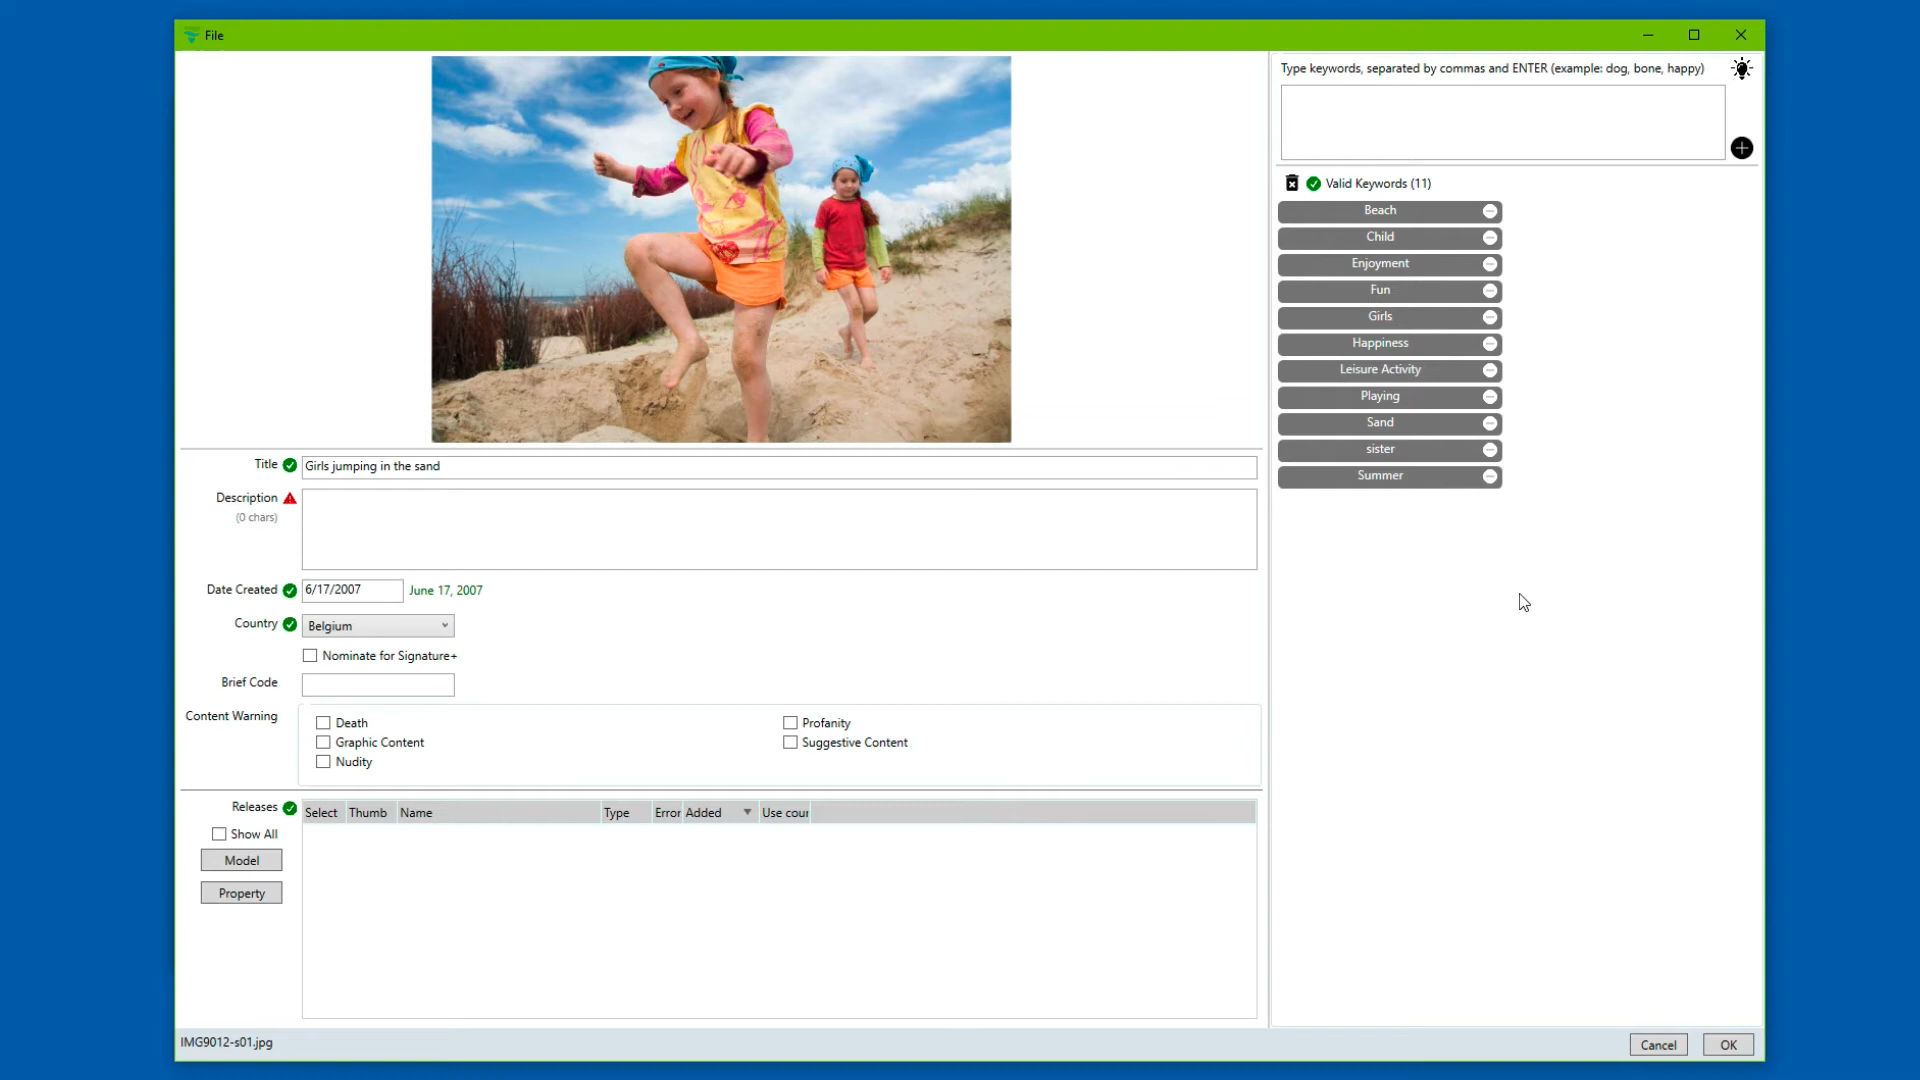 File
Type keywords, separated by commas and ENTER (example: dog, bone, happy)
Valid Keywords (11)
Beach
Child
Enjoyment
Fun
Girls
Happiness
Leisure Activity
Playing
Sand
sister
Summer
Title
Girls jumping in the sand
Description
(0 chars)
Date Created
6/17/2007
June 17, 2007
Country
Belgium
Nominate for Signature+
Brief Code
Content Warning
Death
Profanity
Graphic Content
Suggestive Content
Nudity
Releases
Select Thumb Name Type Error Added Use cour
Show All
Model
Property
IMG9012-s01.jpg
Cancel
OK